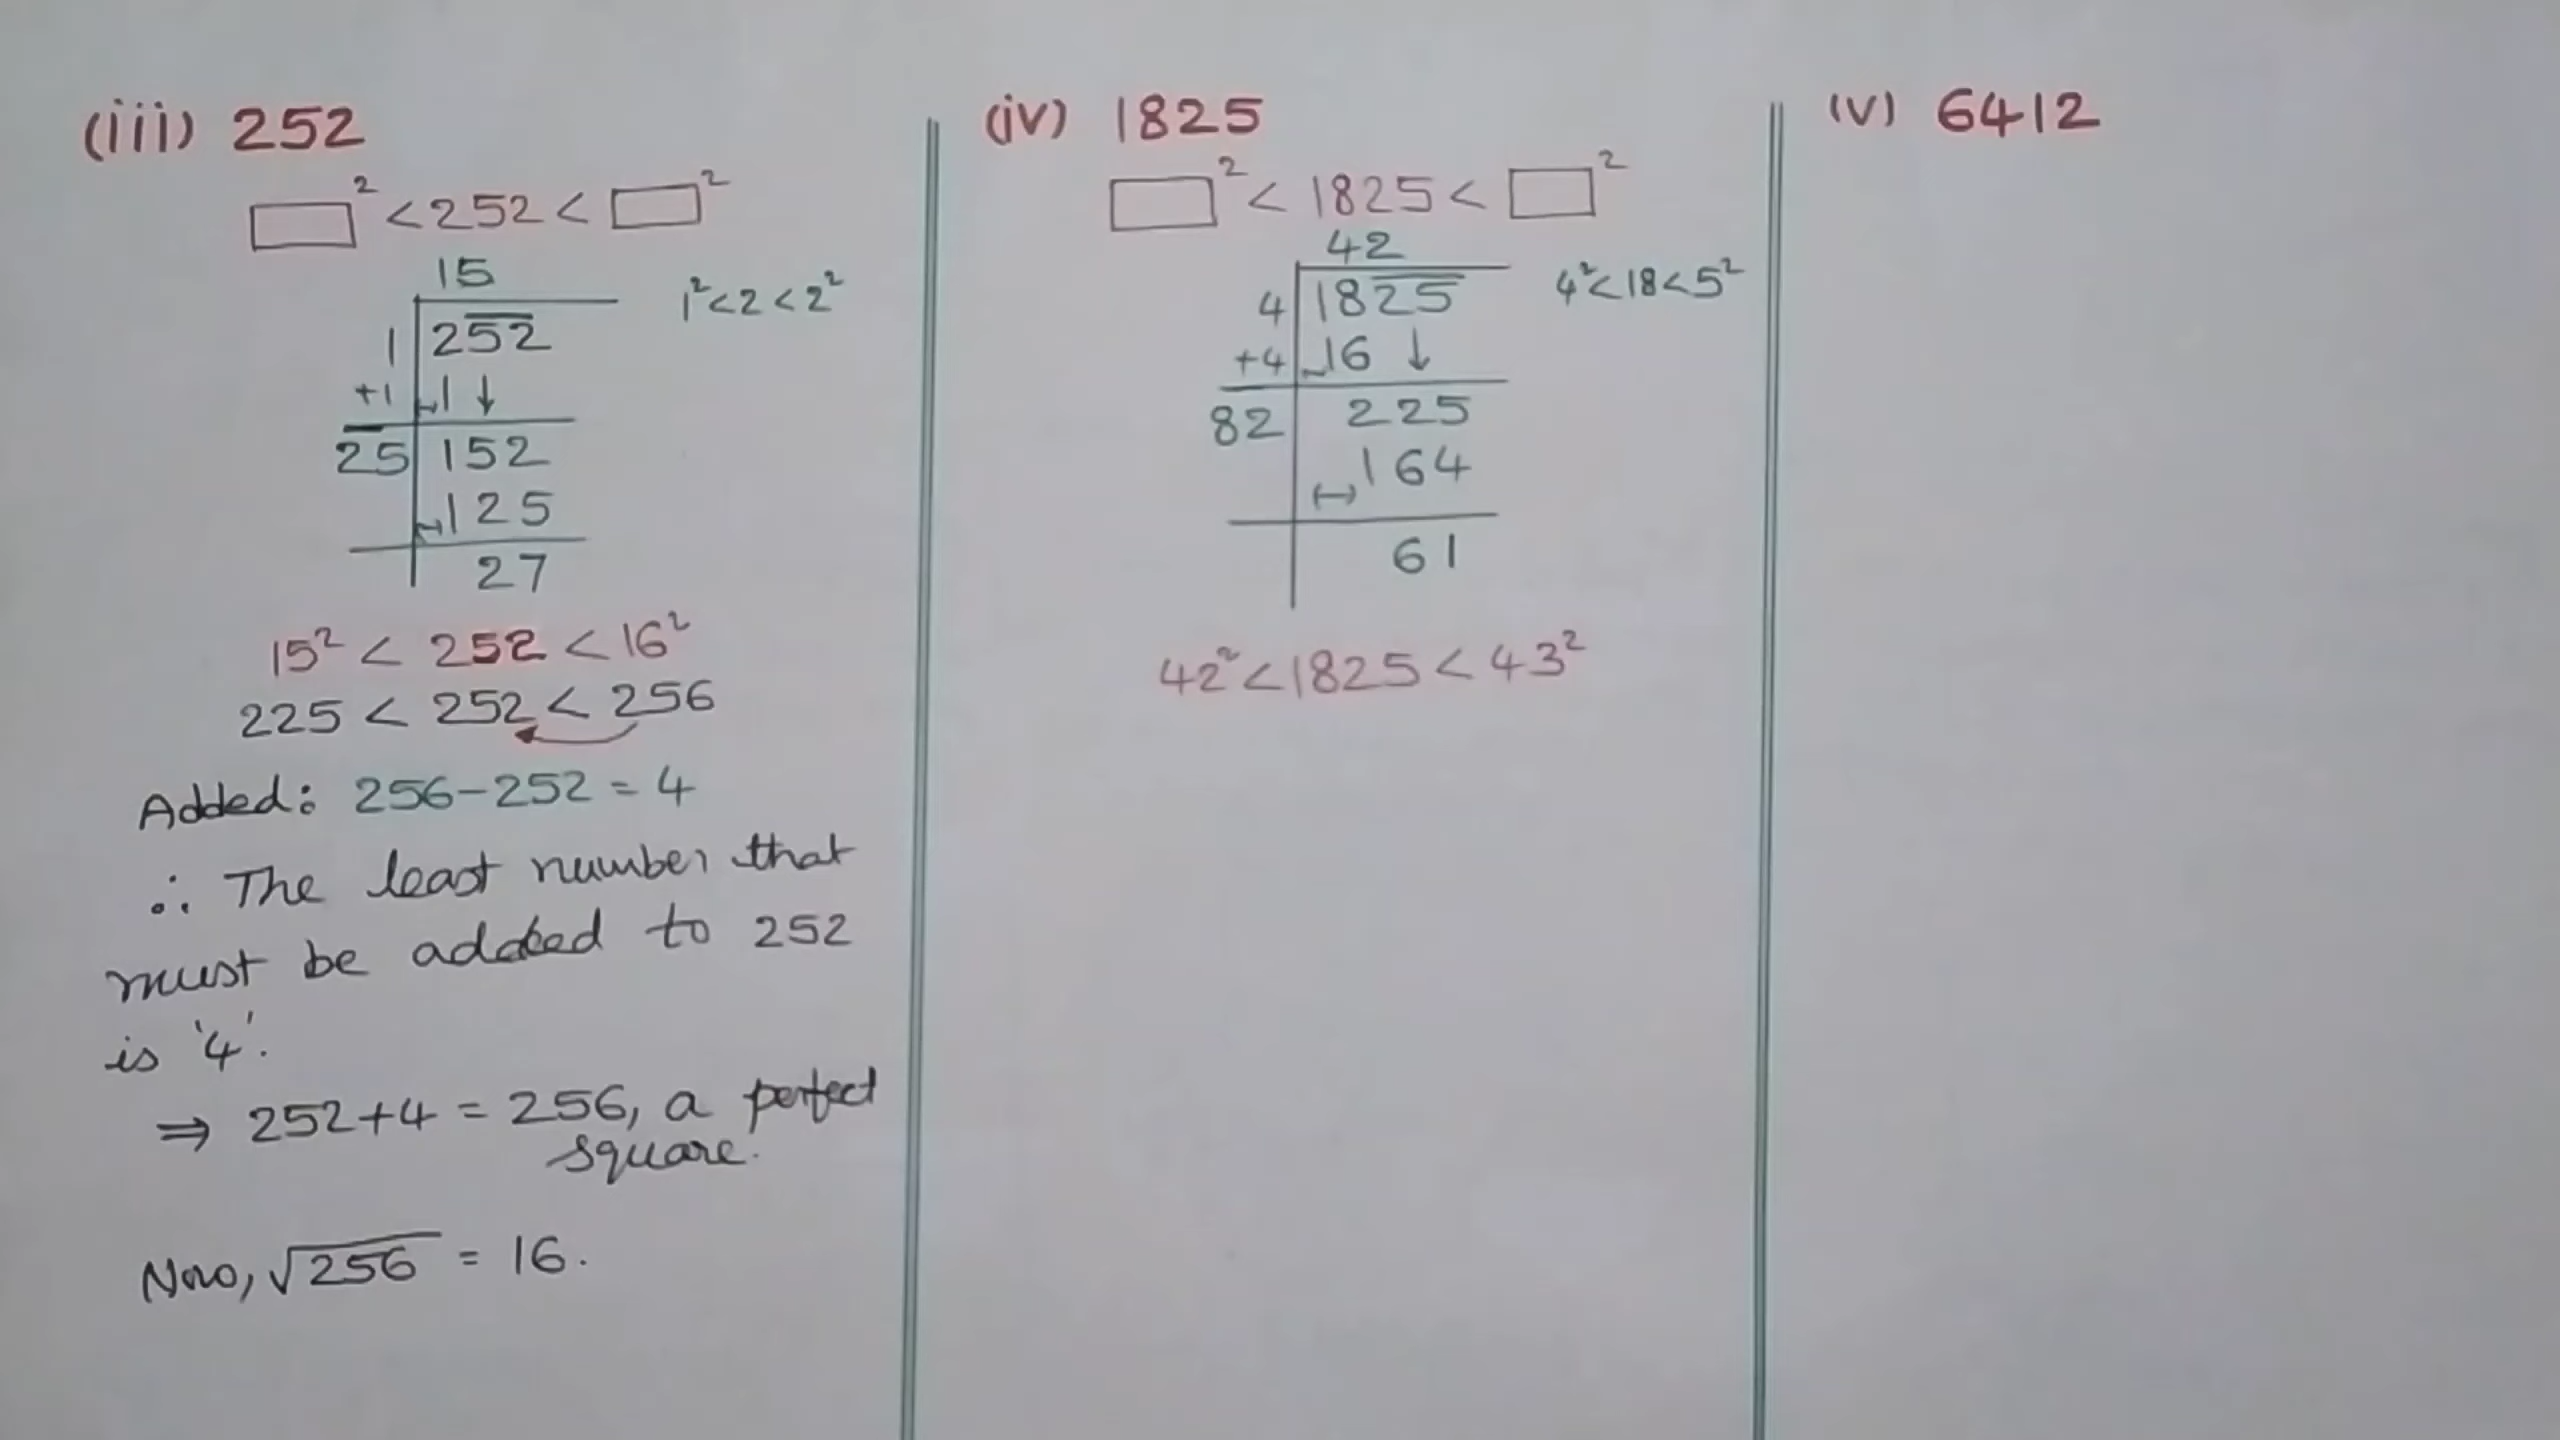 (iii) 252
□² < 252 < □²
15
1 252 1² < 2 < 2²
+1 (-) 1 ↓
25 152
(-) 125
27
15² < 252 < 16²
225 < 252 < 256
Added: 256 - 252 = 4
∴ The least number that
must be added to 252
is '4'.
⇒ 252 + 4 = 256, a perfect
square.
Now, √256 = 16.
(iv) 1825
□² < 1825 < □²
42
4 1825 4² < 18 < 5²
+4 (-) 16 ↓
82 225
(-) 164
61
42² < 1825 < 43²
(v) 6412